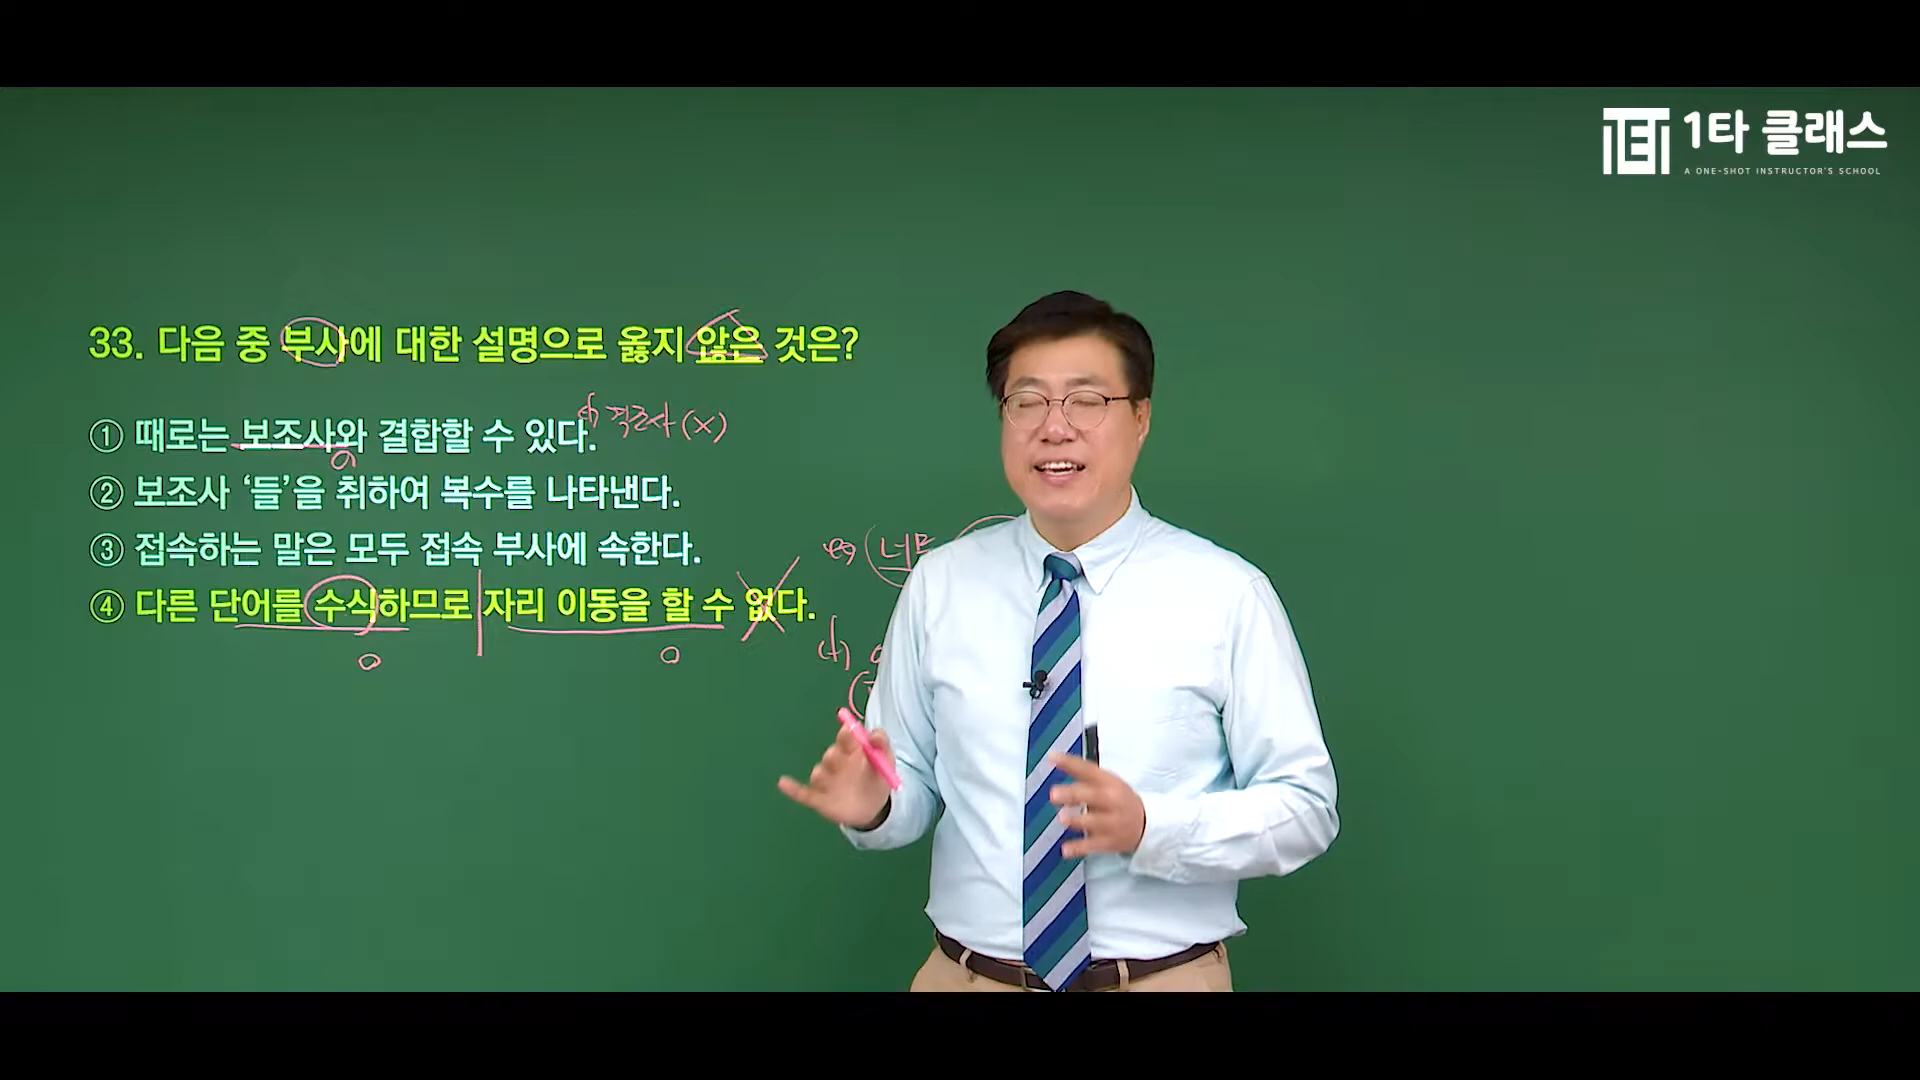 1타 클래스
A ONE-SHOT INSTRUCTOR'S SCHOOL
33. 다음 중 부사에 대한 설명으로 옳지 않은 것은?
① 때로는 보조사와 결합할 수 있다. 격조사 (X)
② 보조사 ‘들’을 취하여 복수를 나타낸다.
③ 접속하는 말은 모두 접속 부사에 속한다.
④ 다른 단어를 수식하므로 자리 이동을 할 수 없다.